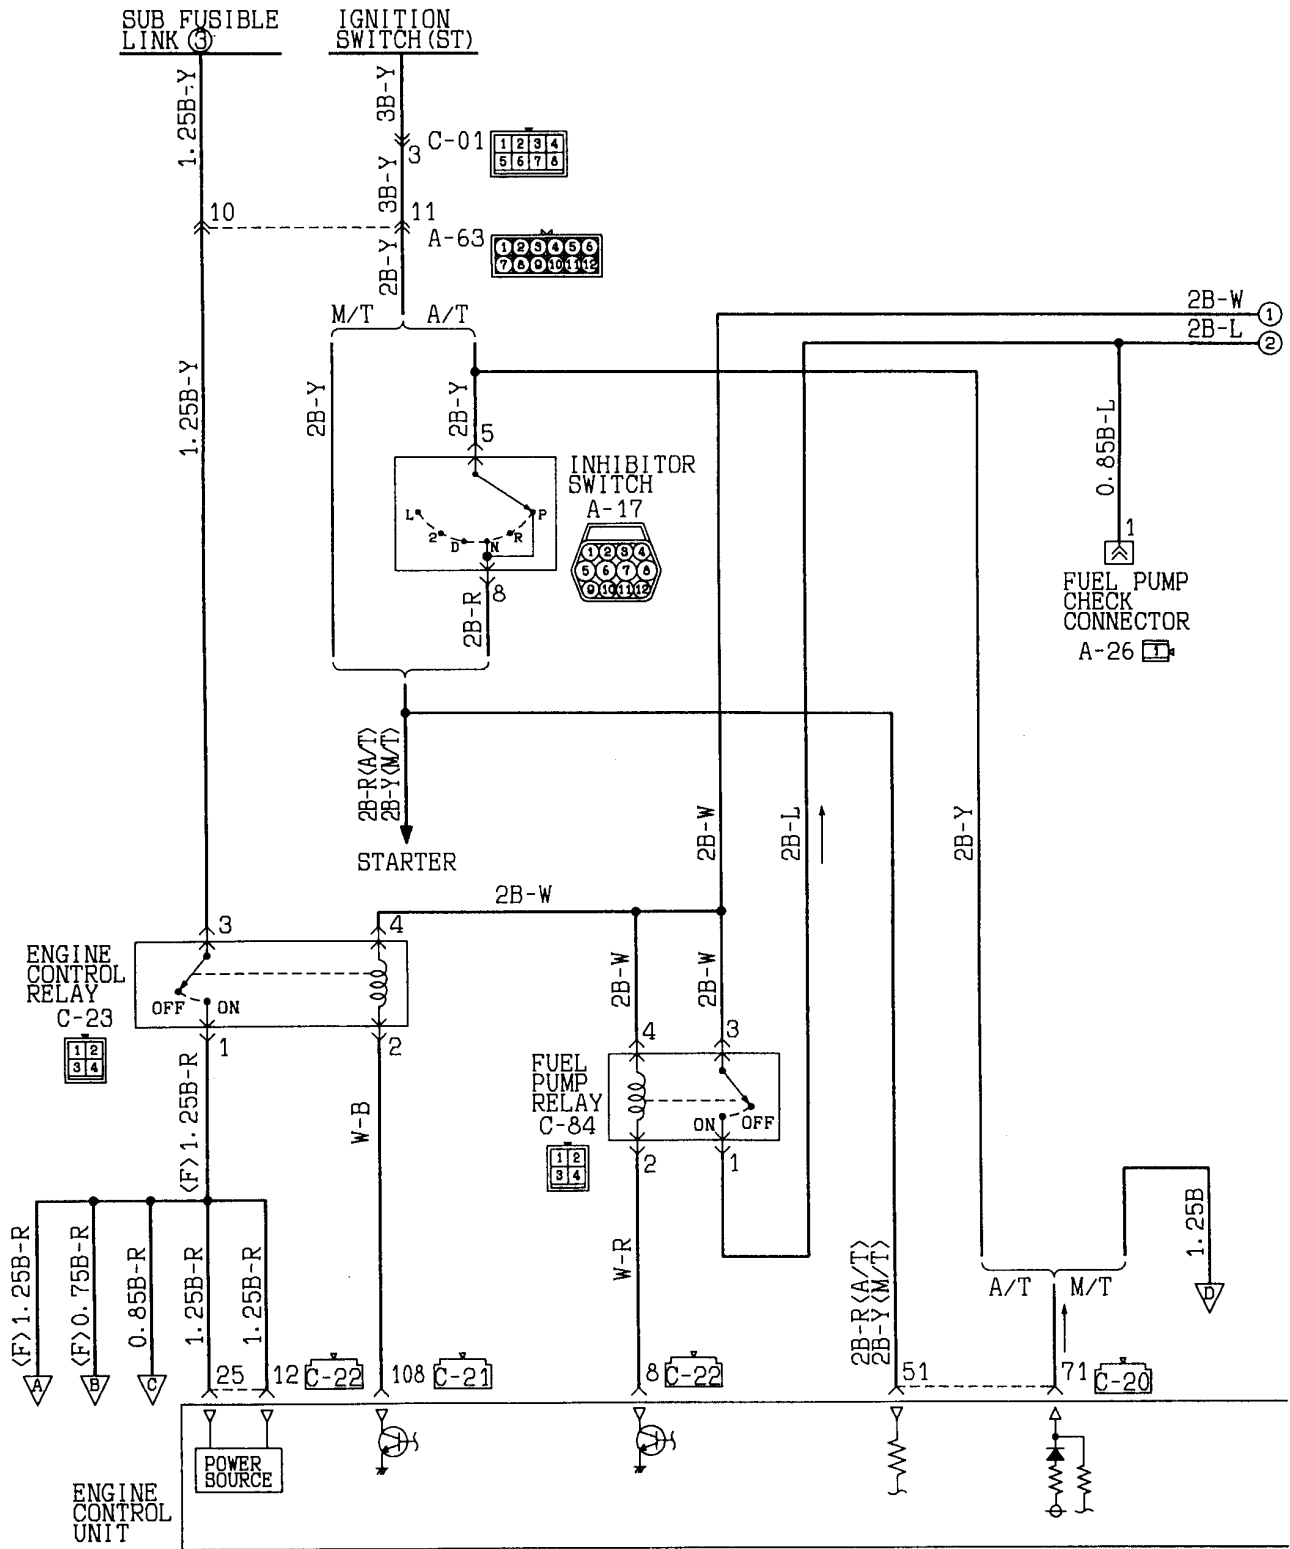 SUB FUSIBLE
LINK ③
IGNITION
SWITCH(ST)
1.25B-Y
3B-Y
3
C-01
1 2 3 4
5 6 7 8
3B-Y
10
11
A-63
1 2 3 4 5 6
7 8 9 10 11 12
2B-Y
M/T
A/T
2B-W
①
2B-L
②
1.25B-Y
2B-Y
2B-Y
5
INHIBITOR
SWITCH
A-17
1 2 3 4
5 6 7 8
9 10 11 12
L
2
D
N
R
P
8
2B-R
0.85B-L
1
FUEL PUMP
CHECK
CONNECTOR
A-26
1
2B-R<A/T>
2B-Y<M/T>
STARTER
2B-W
2B-L
2B-Y
2B-W
3
4
ENGINE
CONTROL
RELAY
C-23
1 2
3 4
OFF
ON
1
2
2B-W
2B-W
4
3
FUEL
PUMP
RELAY
C-84
1 2
3 4
ON
OFF
2
1
<F>1.25B-R
W-B
W-R
<F>1.25B-R
<F>0.75B-R
0.85B-R
1.25B-R
1.25B-R
2B-R<A/T>
2B-Y<M/T>
A/T
M/T
1.25B
D
A
B
C
25
12
C-22
108
C-21
8
C-22
51
71
C-20
POWER
SOURCE
ENGINE
CONTROL
UNIT